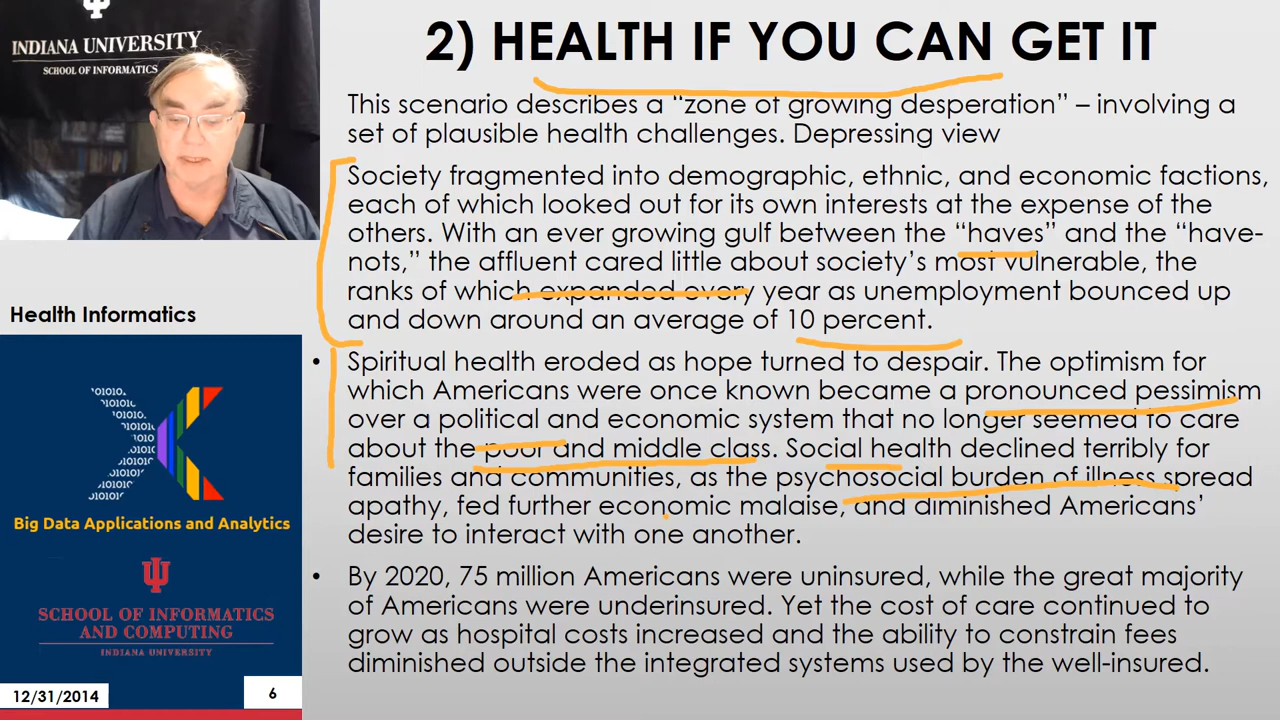 INDIANA UNIVERSITY
SCHOOL OF INFORMATICS
2) HEALTH IF YOU CAN GET IT
This scenario describes a “zone of growing desperation” – involving a
set of plausible health challenges. Depressing view
Society fragmented into demographic, ethnic, and economic factions,
each of which looked out for its own interests at the expense of the
others. With an ever growing gulf between the “haves” and the “have-
nots,” the affluent cared little about society’s most vulnerable, the
ranks of which expanded every year as unemployment bounced up
and down around an average of 10 percent.
• Spiritual health eroded as hope turned to despair. The optimism for
which Americans were once known became a pronounced pessimism
over a political and economic system that no longer seemed to care
about the poor and middle class. Social health declined terribly for
families and communities, as the psychosocial burden of illness spread
apathy, fed further economic malaise, and diminished Americans’
desire to interact with one another.
• By 2020, 75 million Americans were uninsured, while the great majority
of Americans were underinsured. Yet the cost of care continued to
grow as hospital costs increased and the ability to constrain fees
diminished outside the integrated systems used by the well-insured.
Health Informatics
Big Data Applications and Analytics
SCHOOL OF INFORMATICS
AND COMPUTING
INDIANA UNIVERSITY
12/31/2014
6